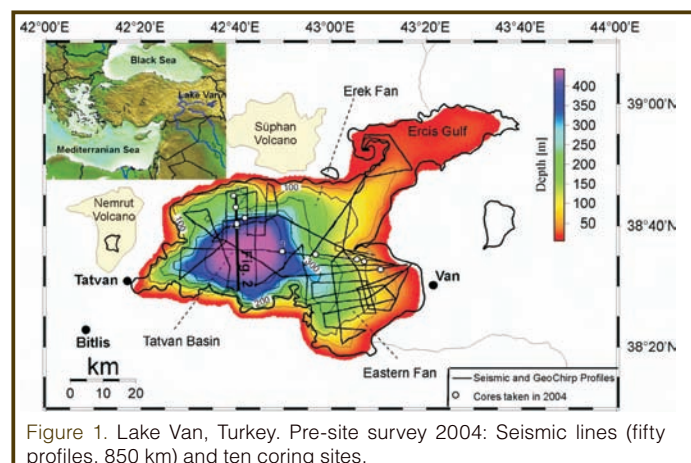 42°00'E 42°20'E 42°40'E 43°00'E 43°20'E 43°40'E 44°00'E
Black Sea
Lake Van
Mediterranean Sea
Erek Fan
Süphan
Volcano
Ercis Gulf
Nemrut
Volcano
100
100
100
200
Fig. 2
Tatvan
Van
Bitlis
Tatvan Basin
Eastern Fan
km
0 10 20
Depth [m]
400
350
300
250
200
150
100
50
39°00'N
38°40'N
38°20'N
Seismic and GeoChirp Profiles
Cores taken in 2004
Figure 1. Lake Van, Turkey. Pre-site survey 2004: Seismic lines (fifty
profiles, 850 km) and ten coring sites.